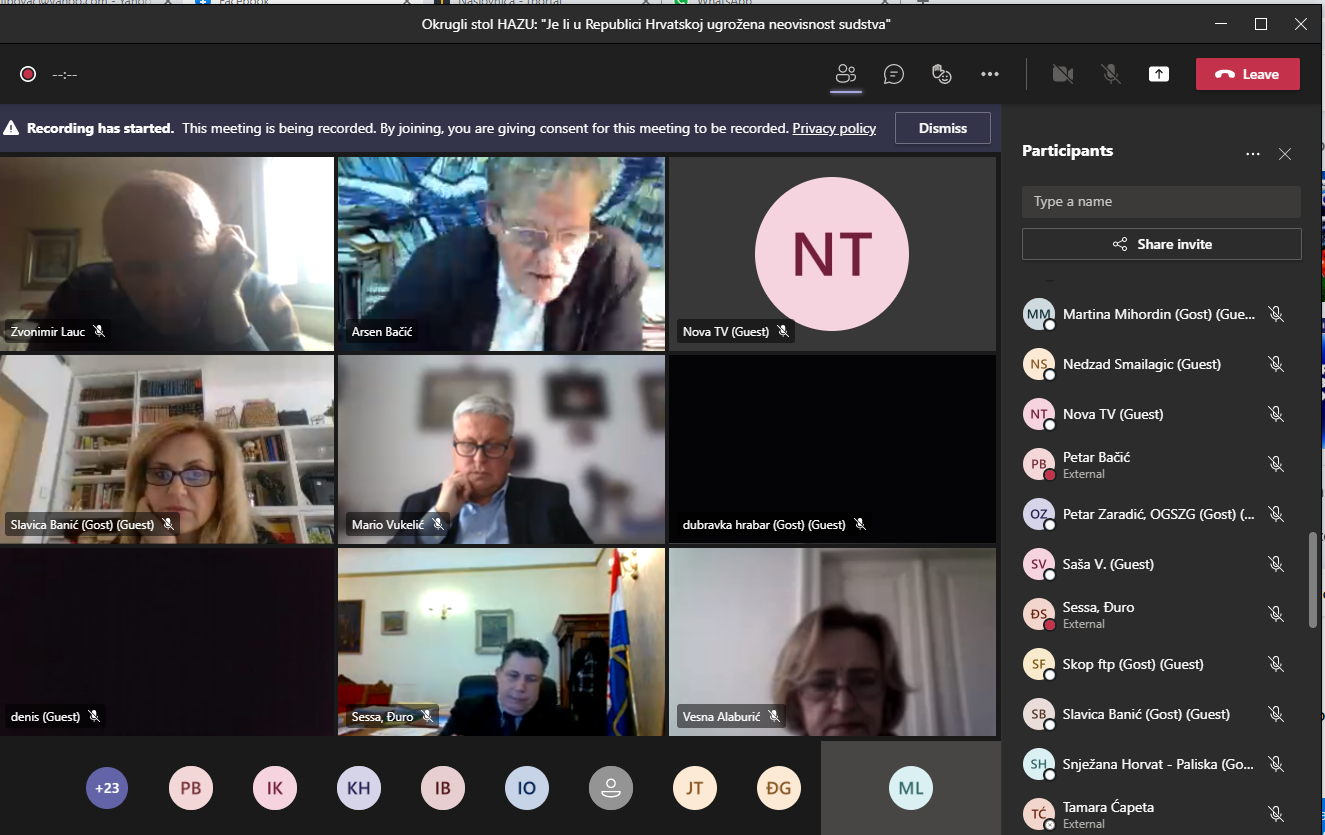 Facebook
Naslovnica - tportal
WhatsApp
Okrugli stol HAZU: "Je li u Republici Hrvatskoj ugrožena neovisnost sudstva"
--:--
Leave
Recording has started. This meeting is being recorded. By joining, you are giving consent for this meeting to be recorded. Privacy policy
Dismiss
Zvonimir Lauc
Arsen Bačić
NT
Nova TV (Guest)
Slavica Banić (Gost) (Guest)
Mario Vukelić
dubravka hrabar (Gost) (Guest)
denis (Guest)
Sessa, Đuro
Vesna Alaburić
+23
PB
IK
KH
IB
IO
JT
ĐG
ML
Participants
Type a name
Share invite
MM Martina Mihordin (Gost) (Gue...
NS Nedzad Smailagic (Guest)
NT Nova TV (Guest)
PB Petar Bačić
External
OZ Petar Zaradić, OGSZG (Gost) (...
SV Saša V. (Guest)
ĐS Sessa, Đuro
External
SF Skop ftp (Gost) (Guest)
SB Slavica Banić (Gost) (Guest)
SH Snježana Horvat - Paliska (Go...
TĆ Tamara Ćapeta
External